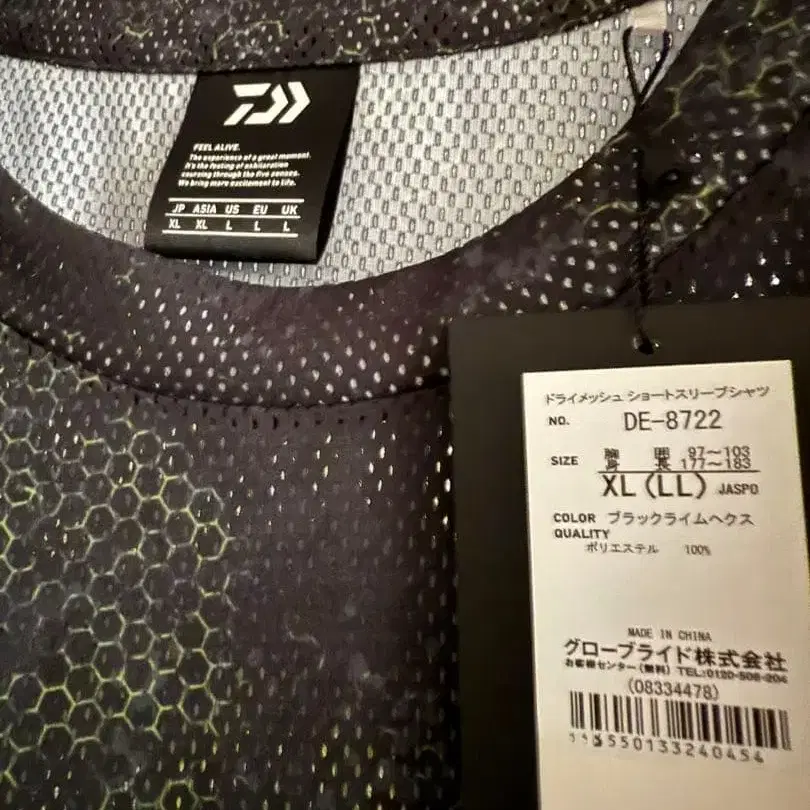 FEEL ALIVE.
The experience of a great moment.
It's the feeling of exhilaration
coursing through the five senses.
We bring more excitement to life.
JP ASIA US EU UK
XL XL L L L
ドライメッシュ ショートスリーブシャツ
NO. DE-8722
SIZE 胸囲 97〜103
身長 177〜183
XL(LL) JASPO
COLOR ブラックライムヘクス
QUALITY
ポリエステル 100%
MADE IN CHINA
グローブライド株式会社
お客様センター(無料) TEL:0120-506-204
(08334478)
550133240454